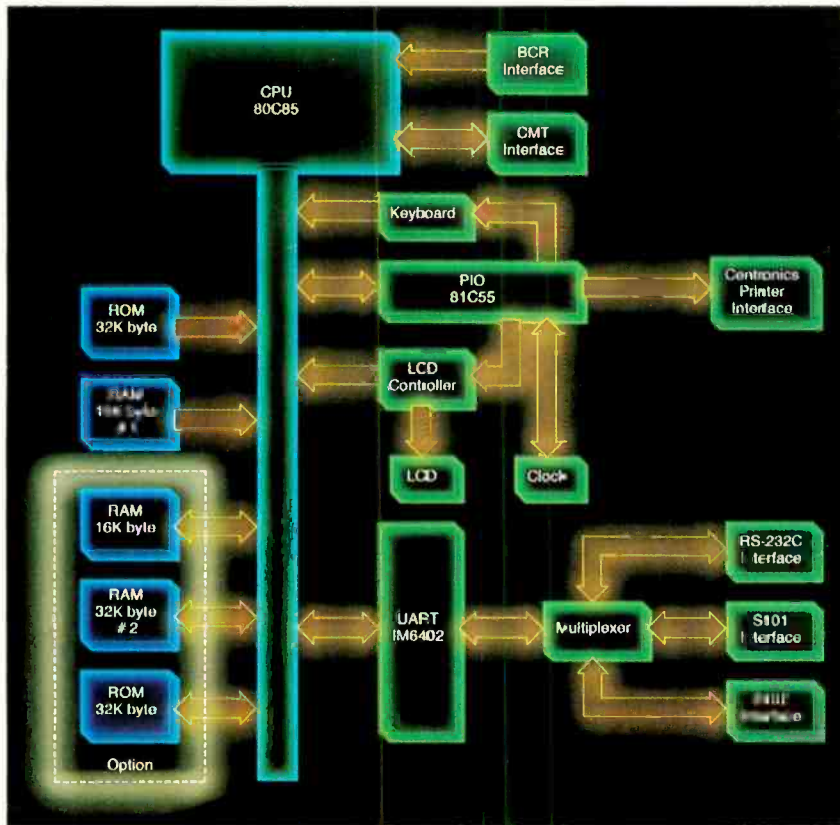 BCR
Interface
CPU
80C85
CMT
Interface
Keyboard
PIO
81C55
Centronics
Printer
Interface
ROM
32K byte
LCD
Controller
LCD
Clock
RAM
16K byte
RAM
32K byte
# 2
ROM
32K byte
Option
UART
IM6402
Multiplexer
RS-232C
Interface
S101
Interface
Interface